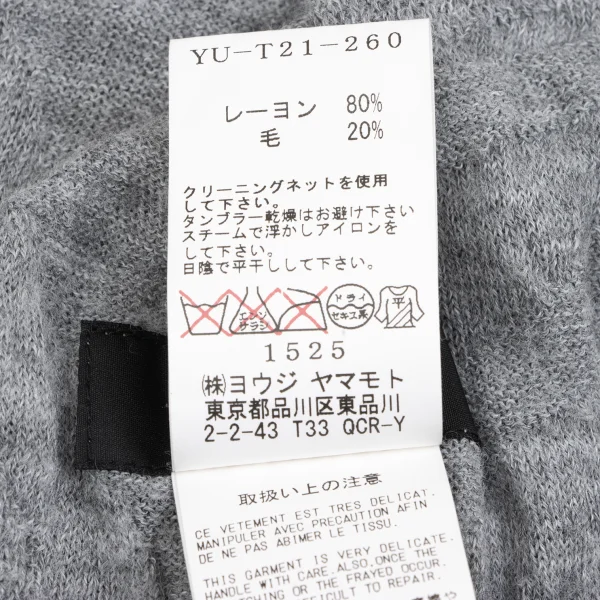 YU-T21-260
レーヨン 80%
毛 20%
クリーニングネットを使用
して下さい。
タンブラー乾燥はお避け下さい
スチームで浮かしアイロンを
して下さい。
日陰で平干しして下さい。
エンソ サラシ ドライ セキユ系 平
1525
㈱ヨウジ ヤマモト
東京都品川区東品川
2-2-43 T33 QCR-Y
取扱い上の注意
CE VETEMENT EST TRES DELICAT.
MANIPULER AVEC PRECAUTION AFIN
DE NE PAS ABIMER LE TISSU.
THIS GARMENT IS VERY DELICATE.
HANDLE WITH CARE. ALSO, ONCE THE
OR THE FRAYED OCCUR,
DIFFICULT TO REPAIR.